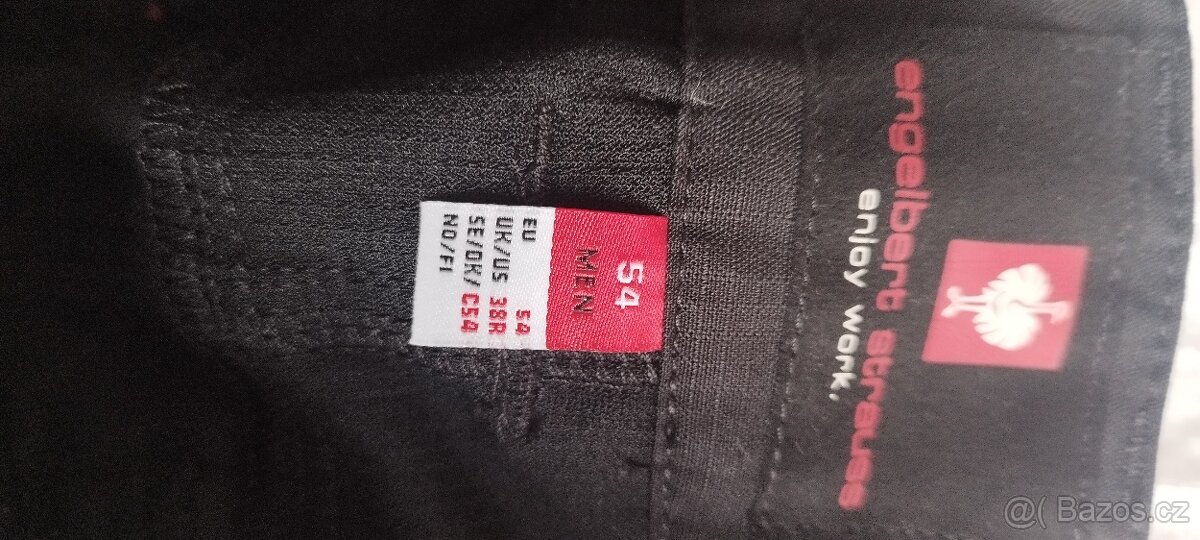 engelbert strauss
enjoy work.
54
MEN
EU 54
UK/US 38R
SE/DK/ C54
NO/FI
@( Bazos.cz